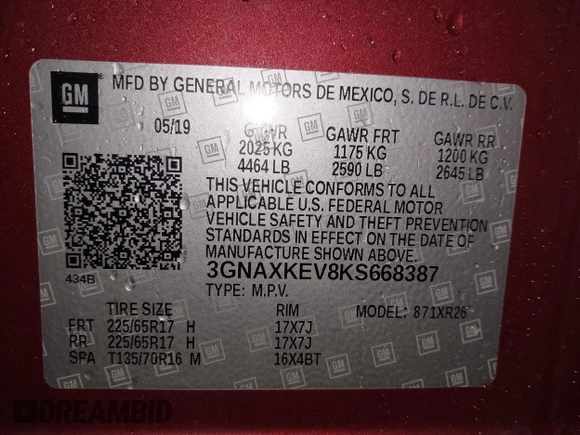 GM MFD BY GENERAL MOTORS DE MEXICO, S. DE R.L. DE C.V.
05/19 GVWR GAWR FRT GAWR RR
2025 KG 1175 KG 1200 KG
4464 LB 2590 LB 2645 LB
THIS VEHICLE CONFORMS TO ALL
APPLICABLE U.S. FEDERAL MOTOR
VEHICLE SAFETY AND THEFT PREVENTION
STANDARDS IN EFFECT ON THE DATE OF
MANUFACTURE SHOWN ABOVE.
434B 3GNAXKEV8KS668387
TYPE: M.P.V.
TIRE SIZE RIM MODEL: 871XR26
FRT 225/65R17 H 17X7J
RR 225/65R17 H 17X7J
SPA T135/70R16 M 16X4BT
DREAMBID